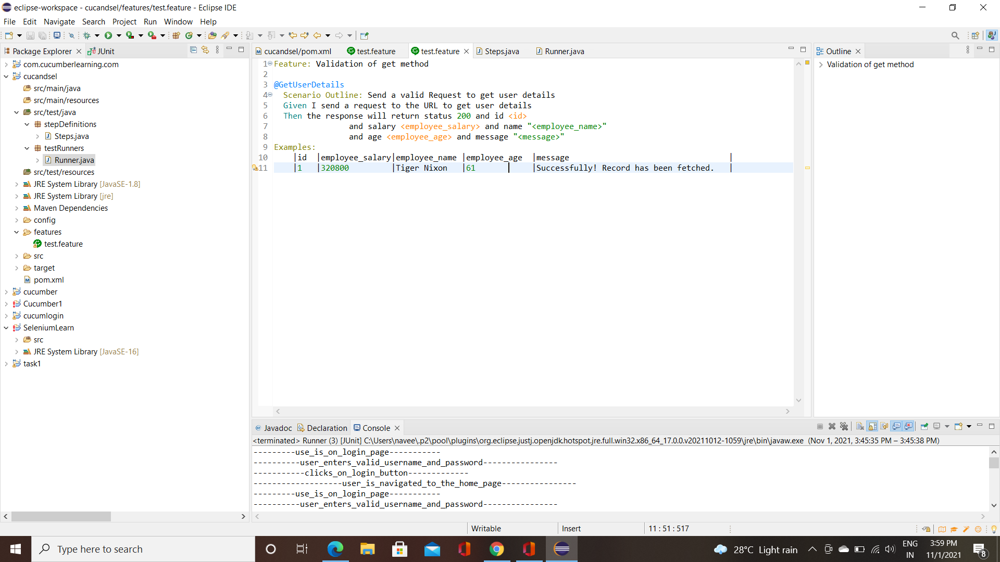 eclipse-workspace - cucandsel/features/test.feature - Eclipse IDE
File Edit Navigate Search Project Run Window Help
Package Explorer JUnit
com.cucumberlearning.com
cucandsel
src/main/java
src/main/resources
src/test/java
stepDefinitions
Steps.java
testRunners
Runner.java
src/test/resources
JRE System Library [JavaSE-1.8]
JRE System Library [jre]
Maven Dependencies
config
features
test.feature
src
target
pom.xml
cucumber
Cucumber1
cucumlogin
SeleniumLearn
src
JRE System Library [JavaSE-16]
task1
cucandsel/pom.xml test.feature test.feature Steps.java Runner.java
1 Feature: Validation of get method
2
3 @GetUserDetails
4 Scenario Outline: Send a valid Request to get user details
5 Given I send a request to the URL to get user details
6 Then the response will return status 200 and id <id>
7 and salary <employee_salary> and name "<employee_name>"
8 and age <employee_age> and message "<message>"
9 Examples:
10 |id |employee_salary|employee_name |employee_age |message |
11 |1 |320800 |Tiger Nixon |61 |Successfully! Record has been fetched. |
Outline
Validation of get method
@ Javadoc Declaration Console
<terminated> Runner (3) [JUnit] C:\Users\navee\.p2\pool\plugins\org.eclipse.justj.openjdk.hotspot.jre.full.win32.x86_64_17.0.0.v20211012-1059\jre\bin\javaw.exe (Nov 1, 2021, 3:45:35 PM – 3:45:38 PM)
---------use_is_on_login_page-----------
----------user_enters_valid_username_and_password----------------
-----------clicks_on_login_button-------------
-------------------user_is_navigated_to_the_home_page----------------
---------use_is_on_login_page-----------
----------user_enters_valid_username_and_password----------------
Writable Insert 11 : 51 : 517
Type here to search
28°C Light rain
ENG
IN
3:59 PM
11/1/2021
8